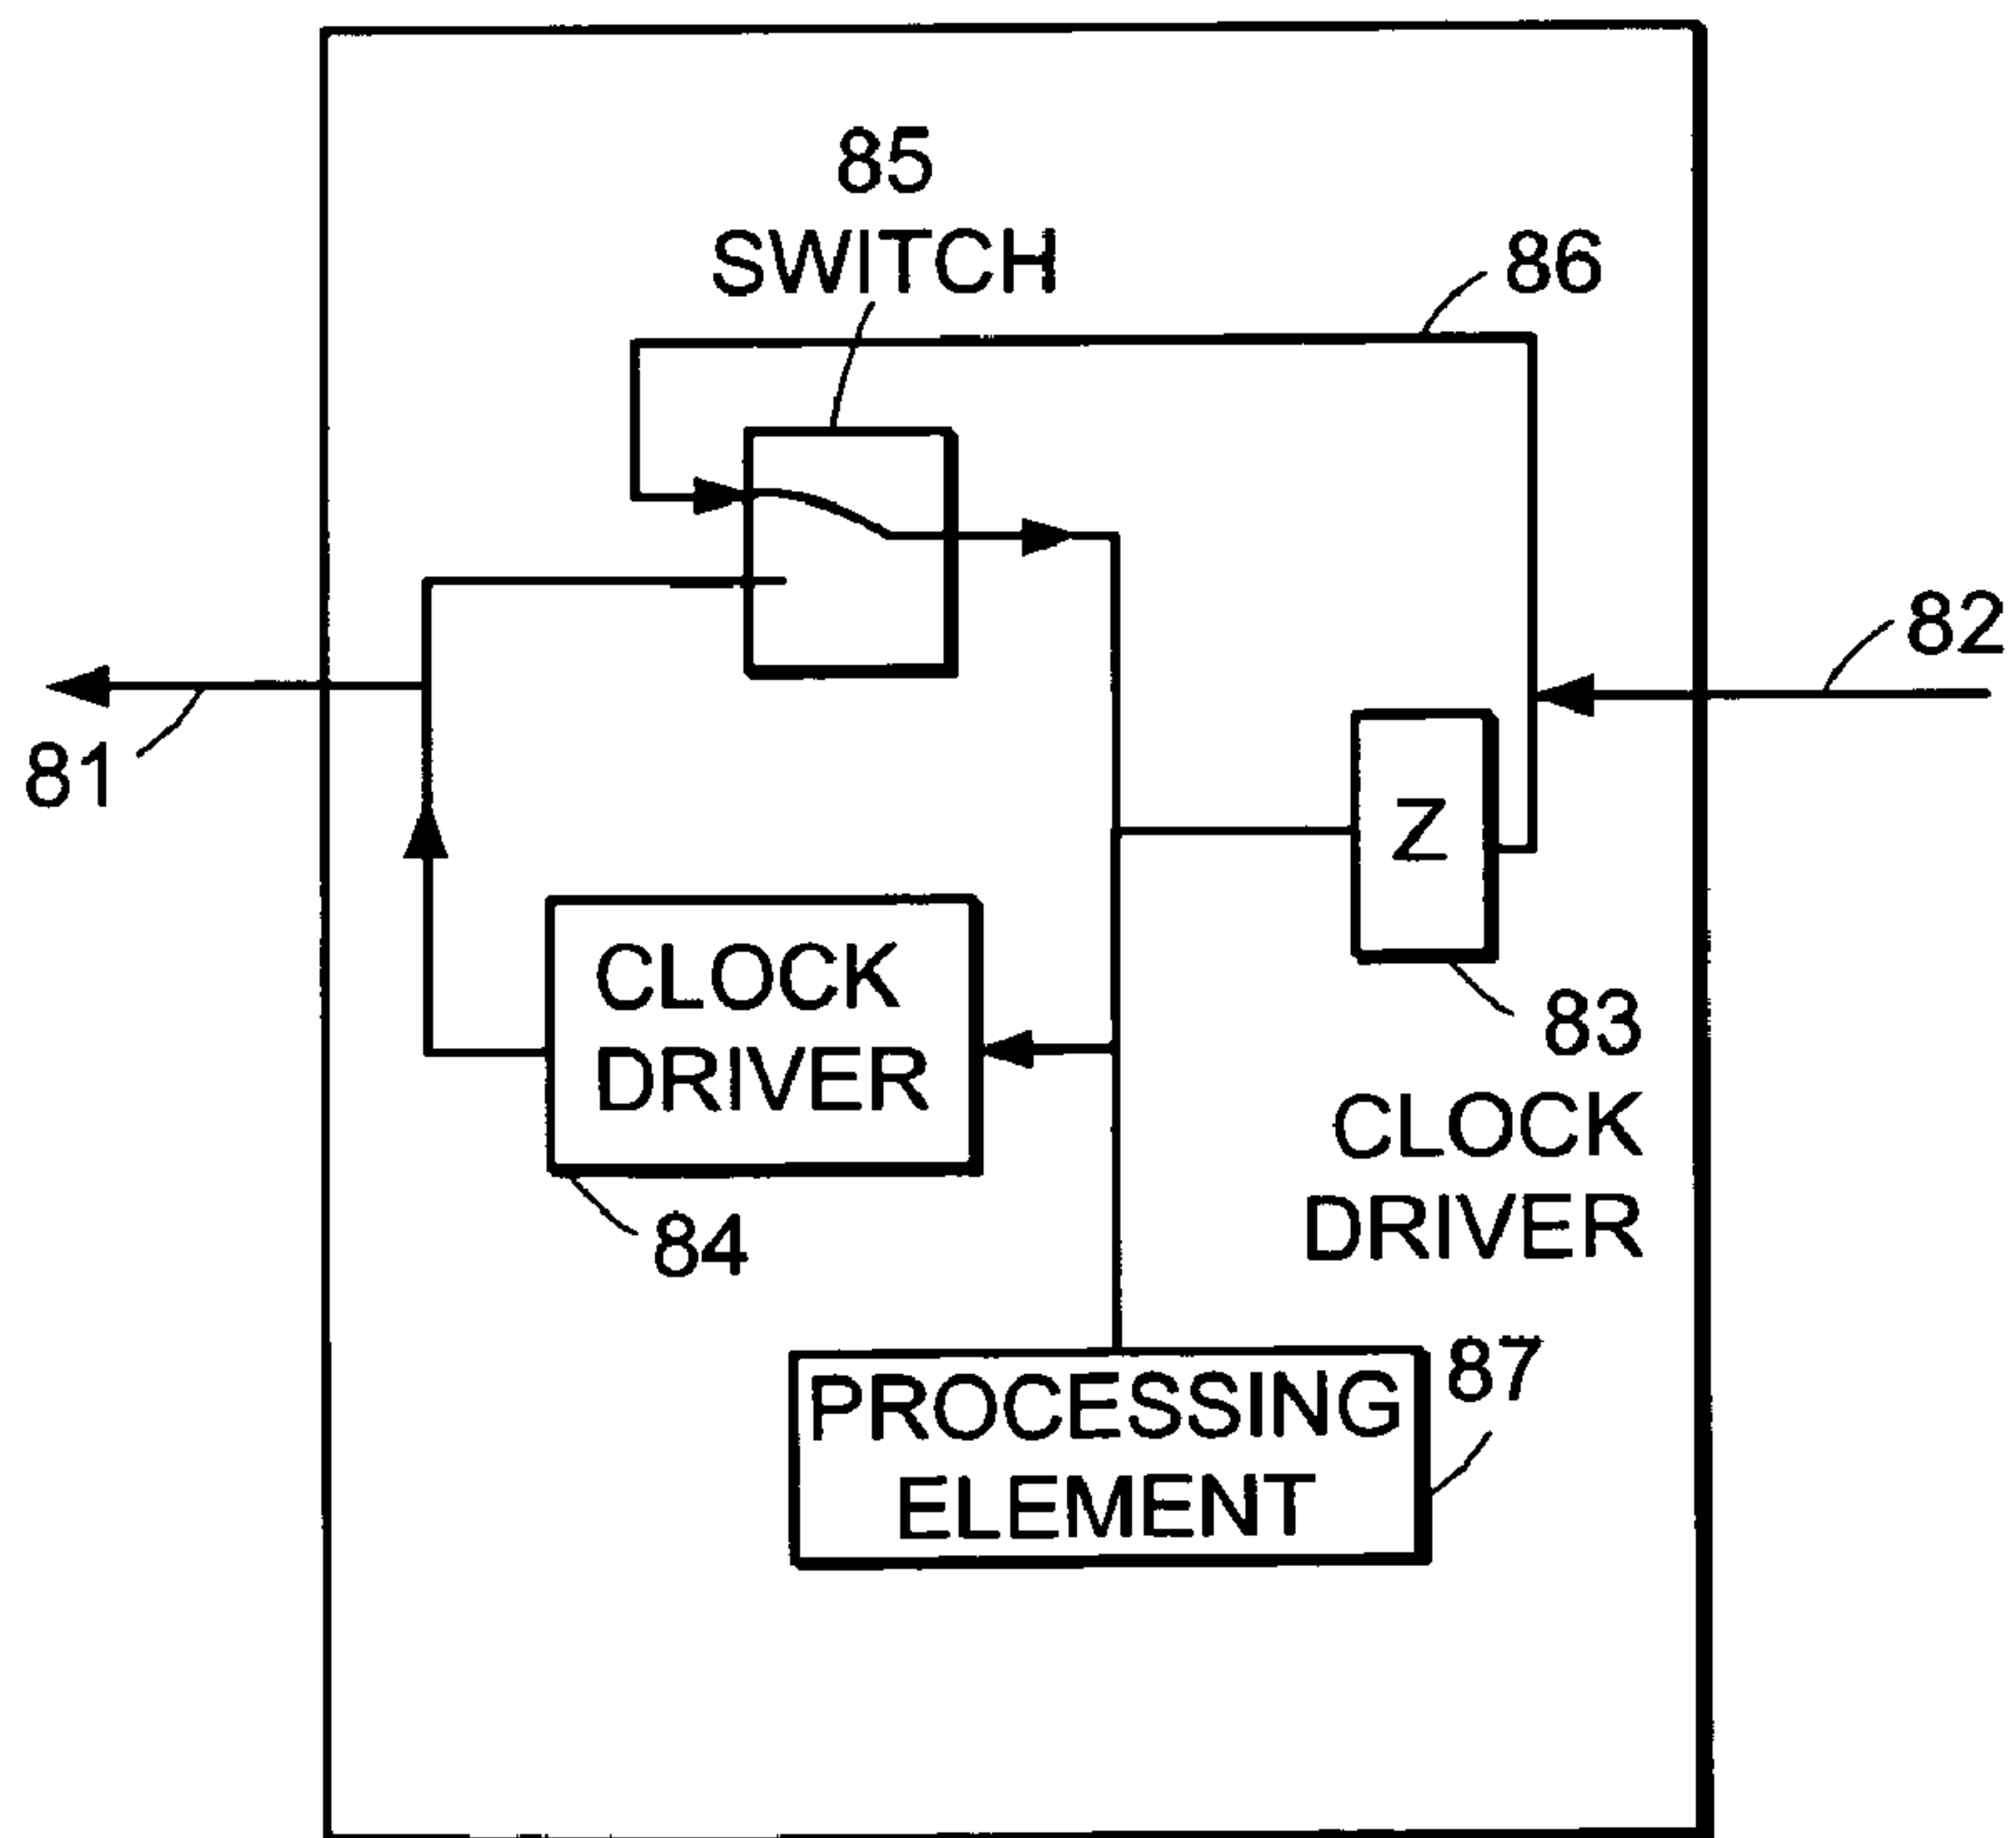 85
SWITCH
86
82
81
Z
CLOCK
DRIVER
83
CLOCK
DRIVER
84
87
PROCESSING
ELEMENT